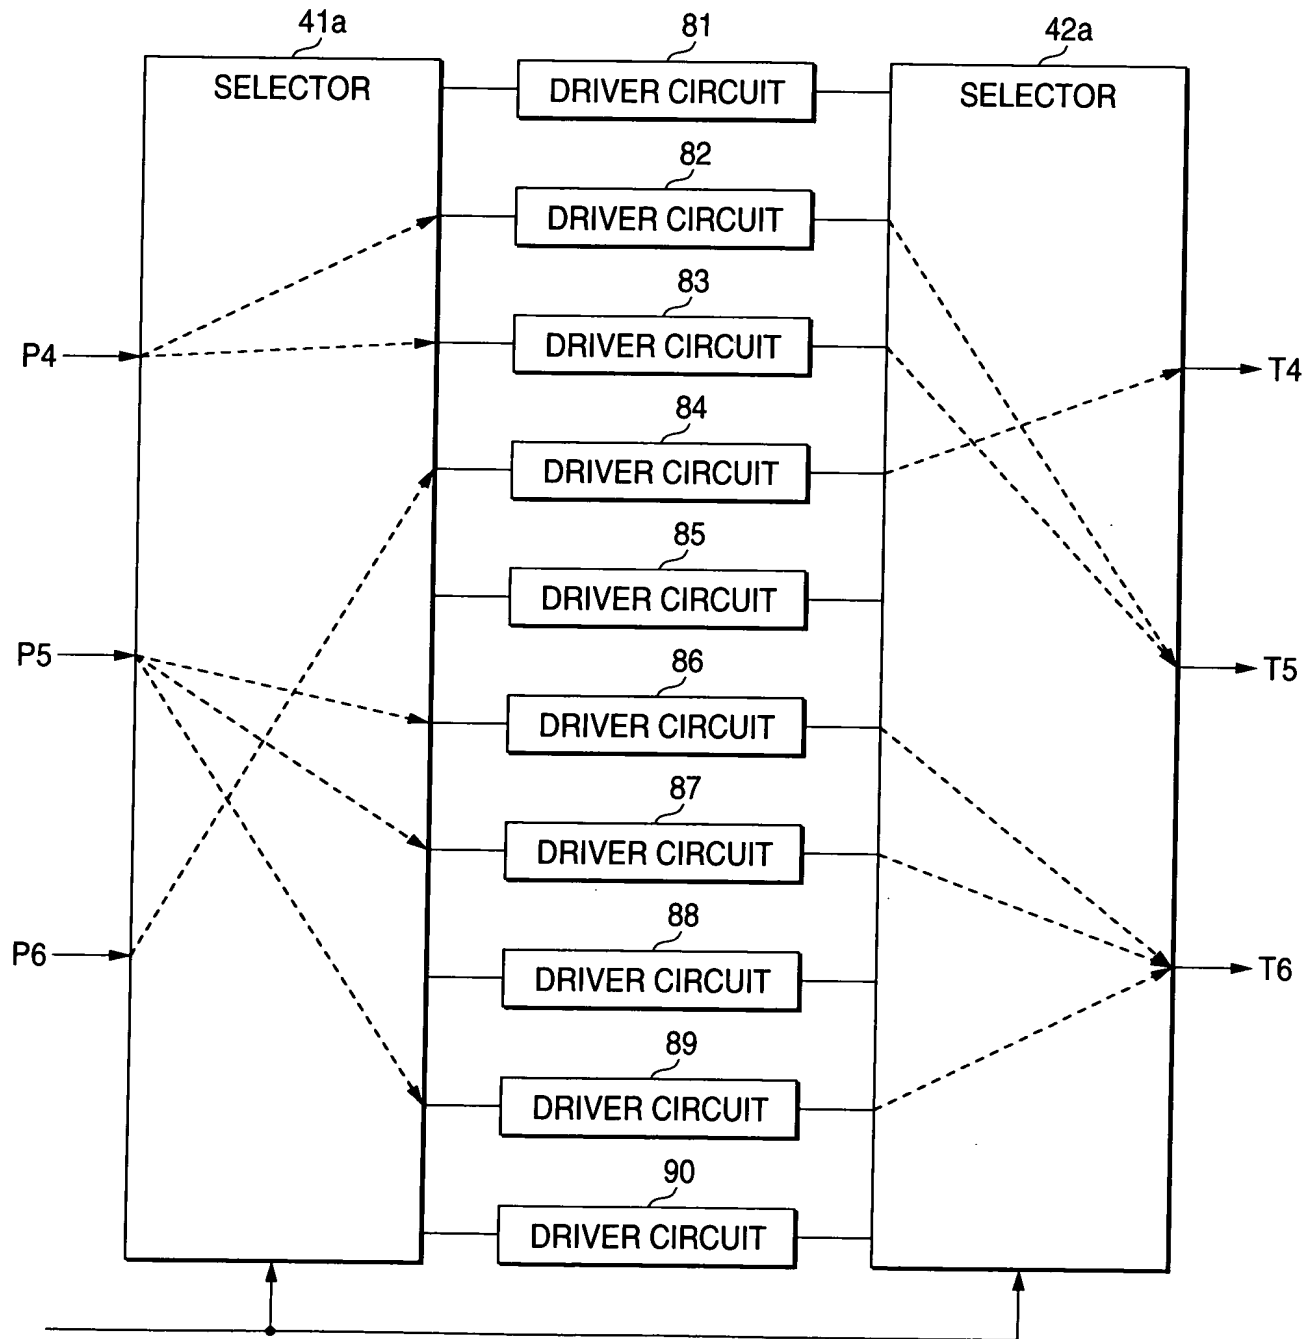 41a
81
42a
SELECTOR
DRIVER CIRCUIT
SELECTOR
82
DRIVER CIRCUIT
83
P4
DRIVER CIRCUIT
T4
84
DRIVER CIRCUIT
85
DRIVER CIRCUIT
P5
T5
86
DRIVER CIRCUIT
87
DRIVER CIRCUIT
88
P6
DRIVER CIRCUIT
T6
89
DRIVER CIRCUIT
90
DRIVER CIRCUIT